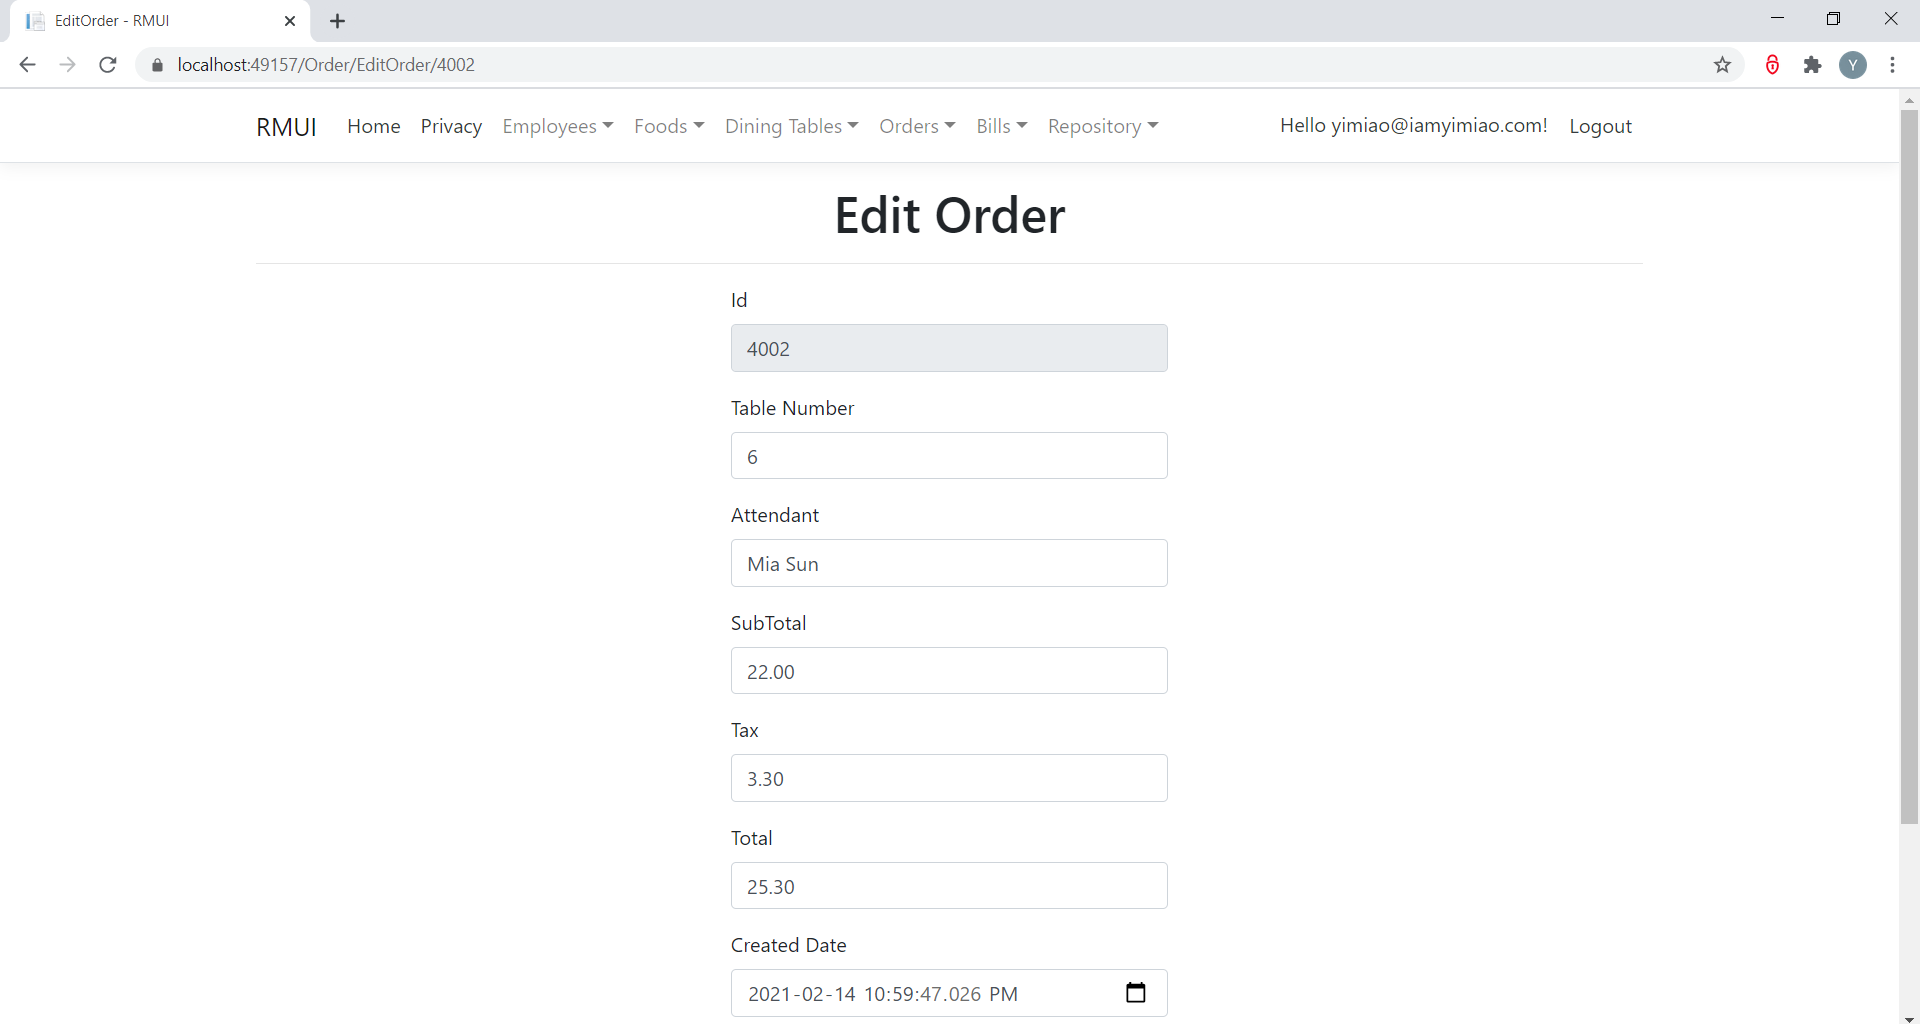 EditOrder - RMUI
localhost:49157/Order/EditOrder/4002
Y
RMUI Home Privacy Employees Foods Dining Tables Orders Bills Repository Hello yimiao@iamyimiao.com! Logout
Edit Order
Id
4002
Table Number
6
Attendant
Mia Sun
SubTotal
22.00
Tax
3.30
Total
25.30
Created Date
2021-02-14 10:59:47.026 PM